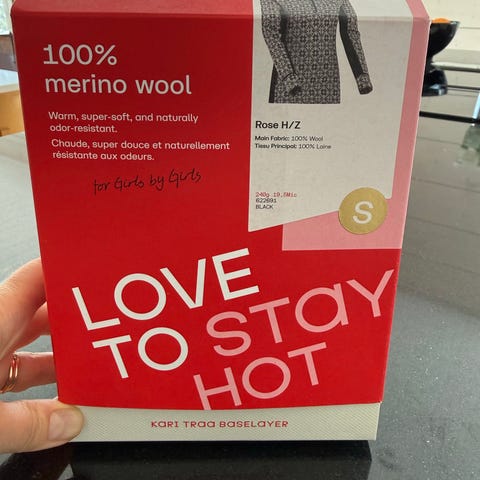 100%
merino wool
Warm, super-soft, and naturally
odor-resistant.
Chaude, super douce et naturellement
résistante aux odeurs.
for Girls by Girls
Rose H/Z
Main Fabric: 100% Wool
Tissu Principal: 100% Laine
240g 19,5Mic
622691
BLACK
S
LOVE
TO STAY
HOT
KARI TRAA BASELAYER